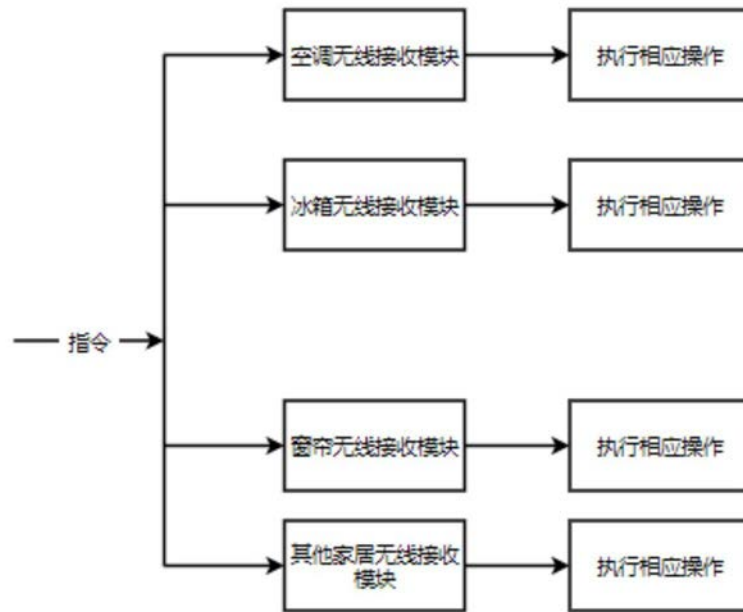 空调无线接收模块
执行相应操作
冰箱无线接收模块
执行相应操作
指令
窗帘无线接收模块
执行相应操作
其他家居无线接收
模块
执行相应操作